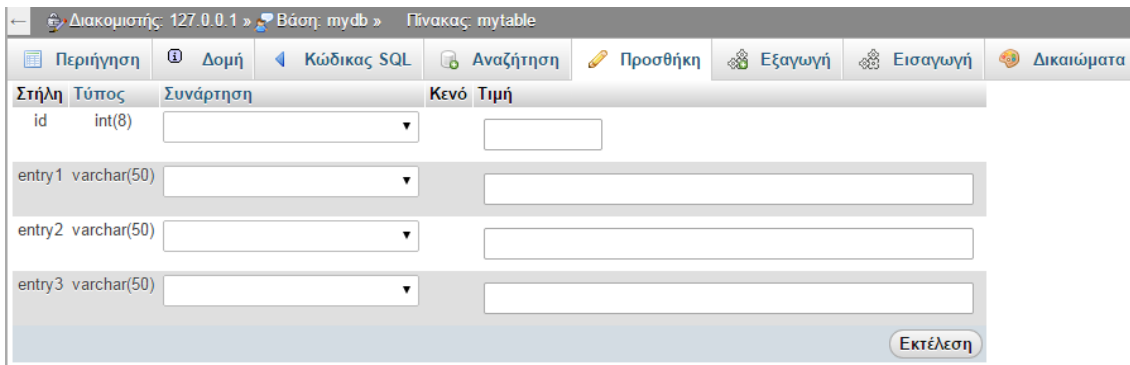 ← Διακομιστής: 127.0.0.1 » Βάση: mydb » Πίνακας: mytable
Περιήγηση Δομή Κώδικας SQL Αναζήτηση Προσθήκη Εξαγωγή Εισαγωγή Δικαιώματα
Στήλη Τύπος Συνάρτηση Κενό Τιμή
id int(8)
entry1 varchar(50)
entry2 varchar(50)
entry3 varchar(50)
Εκτέλεση